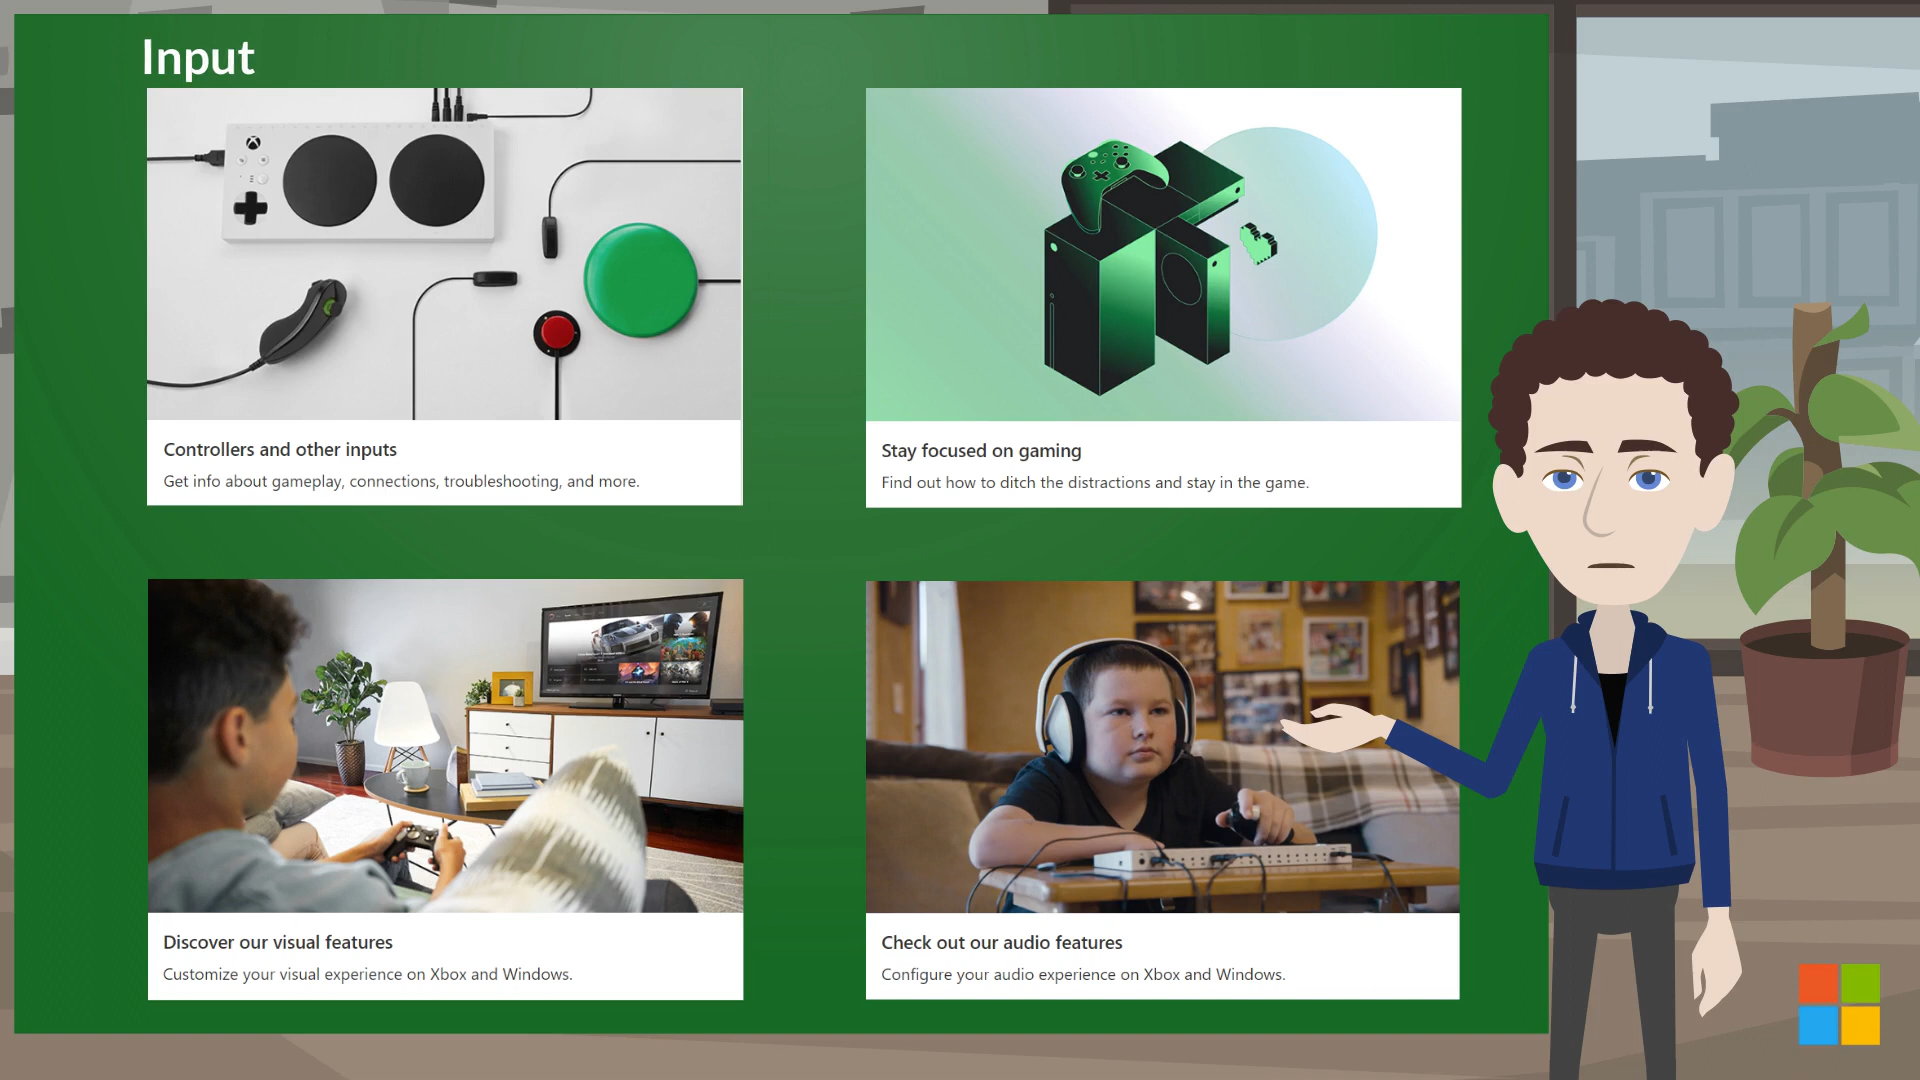 Input
Controllers and other inputs
Get info about gameplay, connections, troubleshooting, and more.
Stay focused on gaming
Find out how to ditch the distractions and stay in the game.
Discover our visual features
Customize your visual experience on Xbox and Windows.
Check out our audio features
Configure your audio experience on Xbox and Windows.